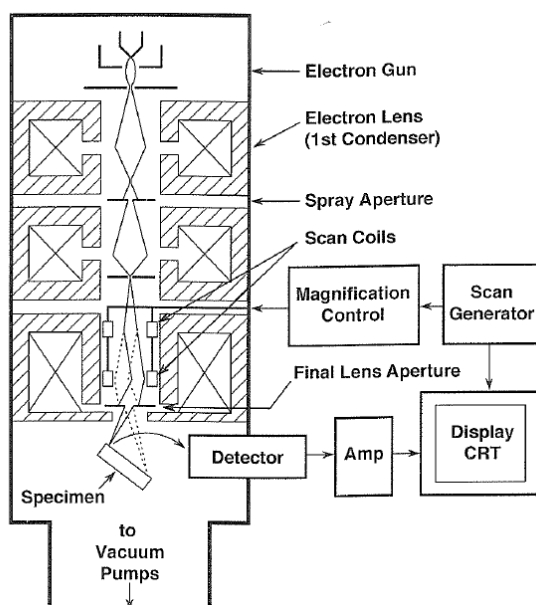 Electron Gun
Electron Lens
(1st Condenser)
Spray Aperture
Scan Coils
Magnification
Control
Scan
Generator
Final Lens Aperture
Display
CRT
Detector
Amp
Specimen
to
Vacuum
Pumps